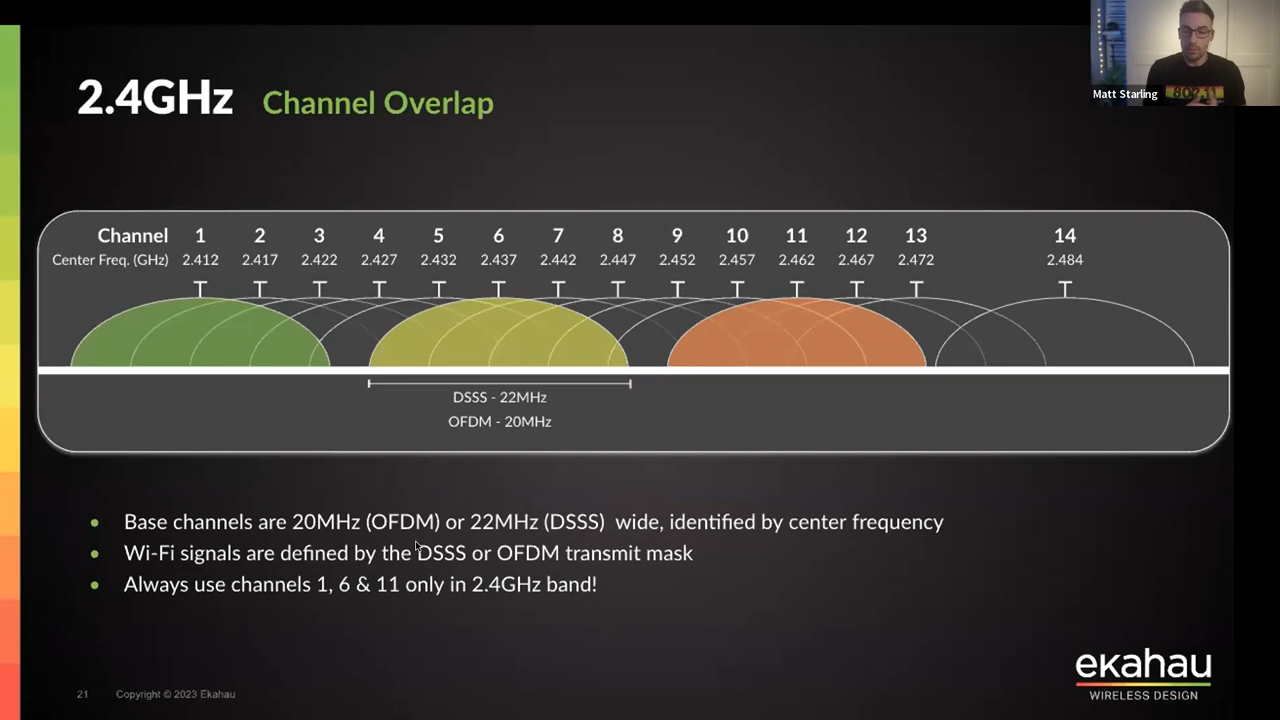 Matt Starling
802.11
2.4GHz Channel Overlap
Channel 1 2 3 4 5 6 7 8 9 10 11 12 13 14
Center Freq. (GHz) 2.412 2.417 2.422 2.427 2.432 2.437 2.442 2.447 2.452 2.457 2.462 2.467 2.472 2.484
DSSS - 22MHz
OFDM - 20MHz
• Base channels are 20MHz (OFDM) or 22MHz (DSSS) wide, identified by center frequency
• Wi-Fi signals are defined by the DSSS or OFDM transmit mask
• Always use channels 1, 6 & 11 only in 2.4GHz band!
ekahau
WIRELESS DESIGN
21 Copyright © 2023 Ekahau